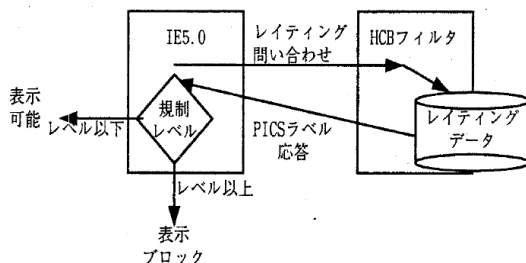 IE5.0
レイティング
問い合わせ
HCBフィルタ
表示
可能
レベル以下
規制
レベル
PICSラベル
応答
レイティング
データ
レベル以上
表示
ブロック